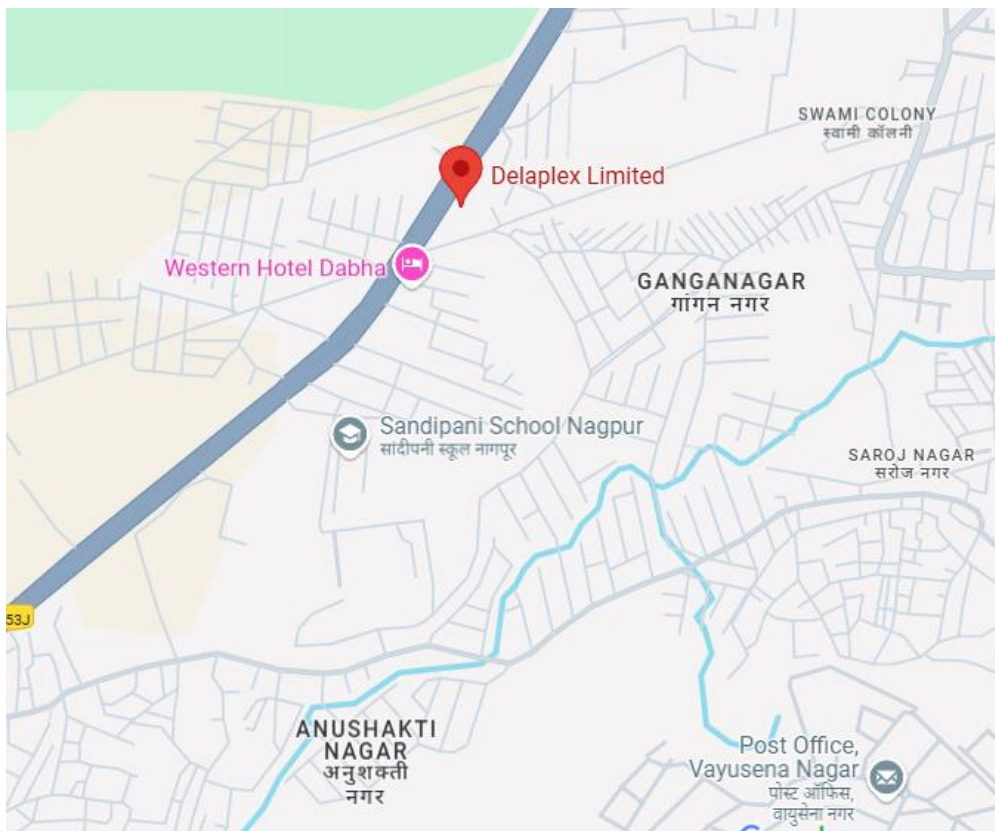 SWAMI COLONY
स्वामी कॉलनी
Delaplex Limited
Western Hotel Dabha
GANGANAGAR
गांगन नगर
Sandipani School Nagpur
सांदीपनी स्कूल नागपूर
SAROJ NAGAR
सरोज नगर
53J
ANUSHAKTI
NAGAR
अनुशक्ती
नगर
Post Office,
Vayusena Nagar
पोस्ट ऑफिस,
वायुसेना नगर